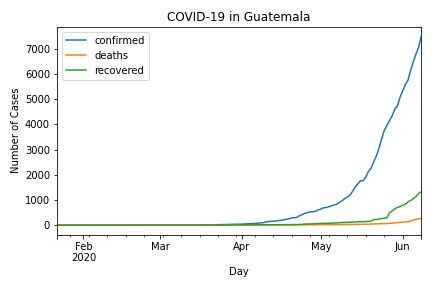 COVID-19 in Guatemala
confirmed
deaths
recovered
Number of Cases
7000
6000
5000
4000
3000
2000
1000
0
Feb
2020
Mar
Apr
May
Jun
Day